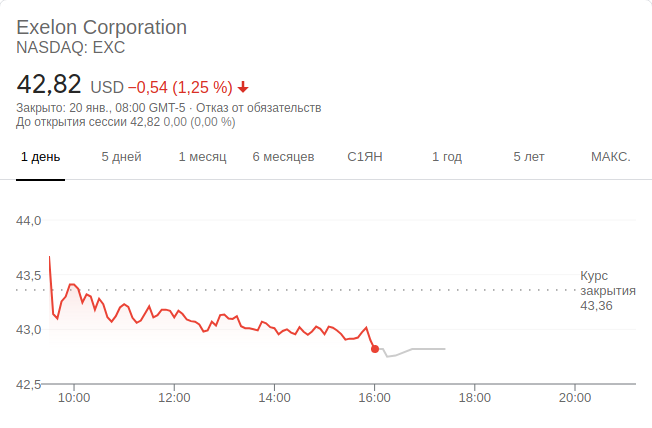 Exelon Corporation
NASDAQ: EXC
42,82 USD −0,54 (1,25 %)
Закрыто: 20 янв., 08:00 GMT-5 · Отказ от обязательств
До открытия сессии 42,82 0,00 (0,00 %)
1 день 5 дней 1 месяц 6 месяцев С1ЯН 1 год 5 лет МАКС.
44,0
43,5
Курс
закрытия
43,36
43,0
42,5
10:00 12:00 14:00 16:00 18:00 20:00